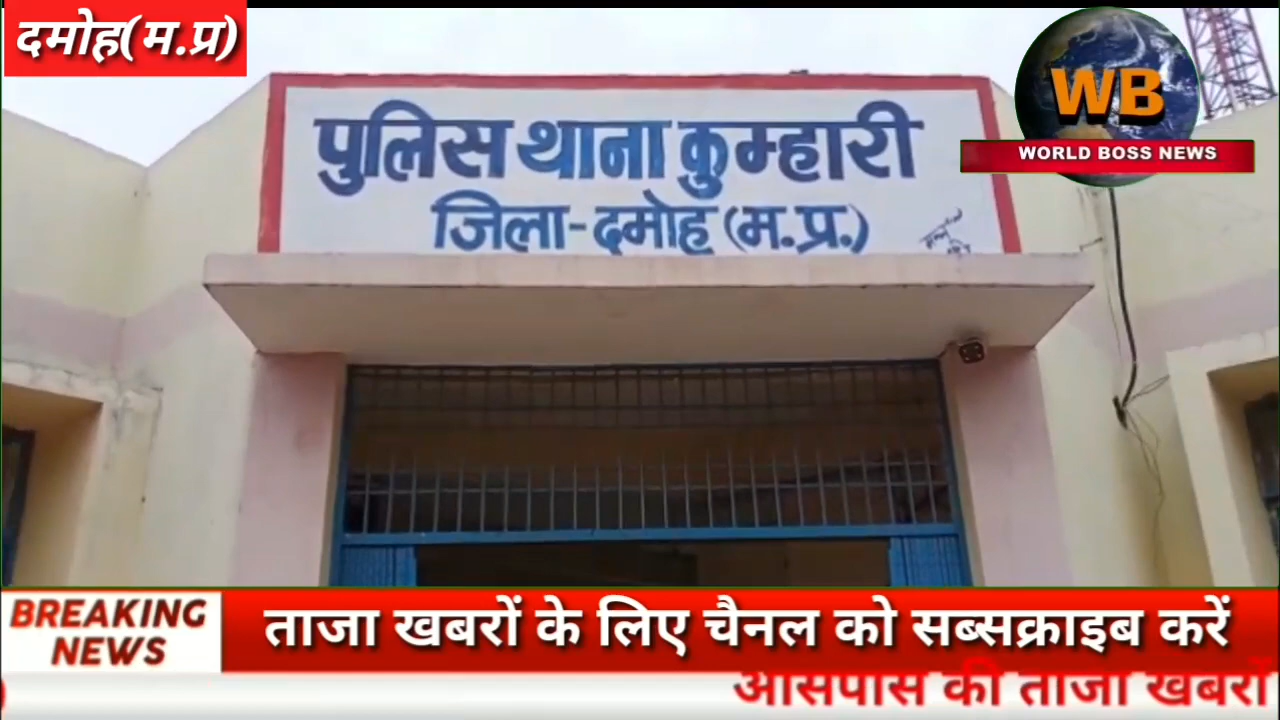 दमोह(म.प्र)
WB
WORLD BOSS NEWS
पुलिस थाना कुम्हारी
जिला-दमोह (म.प्र.)
BREAKING
NEWS
ताजा खबरों के लिए चैनल को सब्सक्राइब करें
आसपास की ताजा खबरों